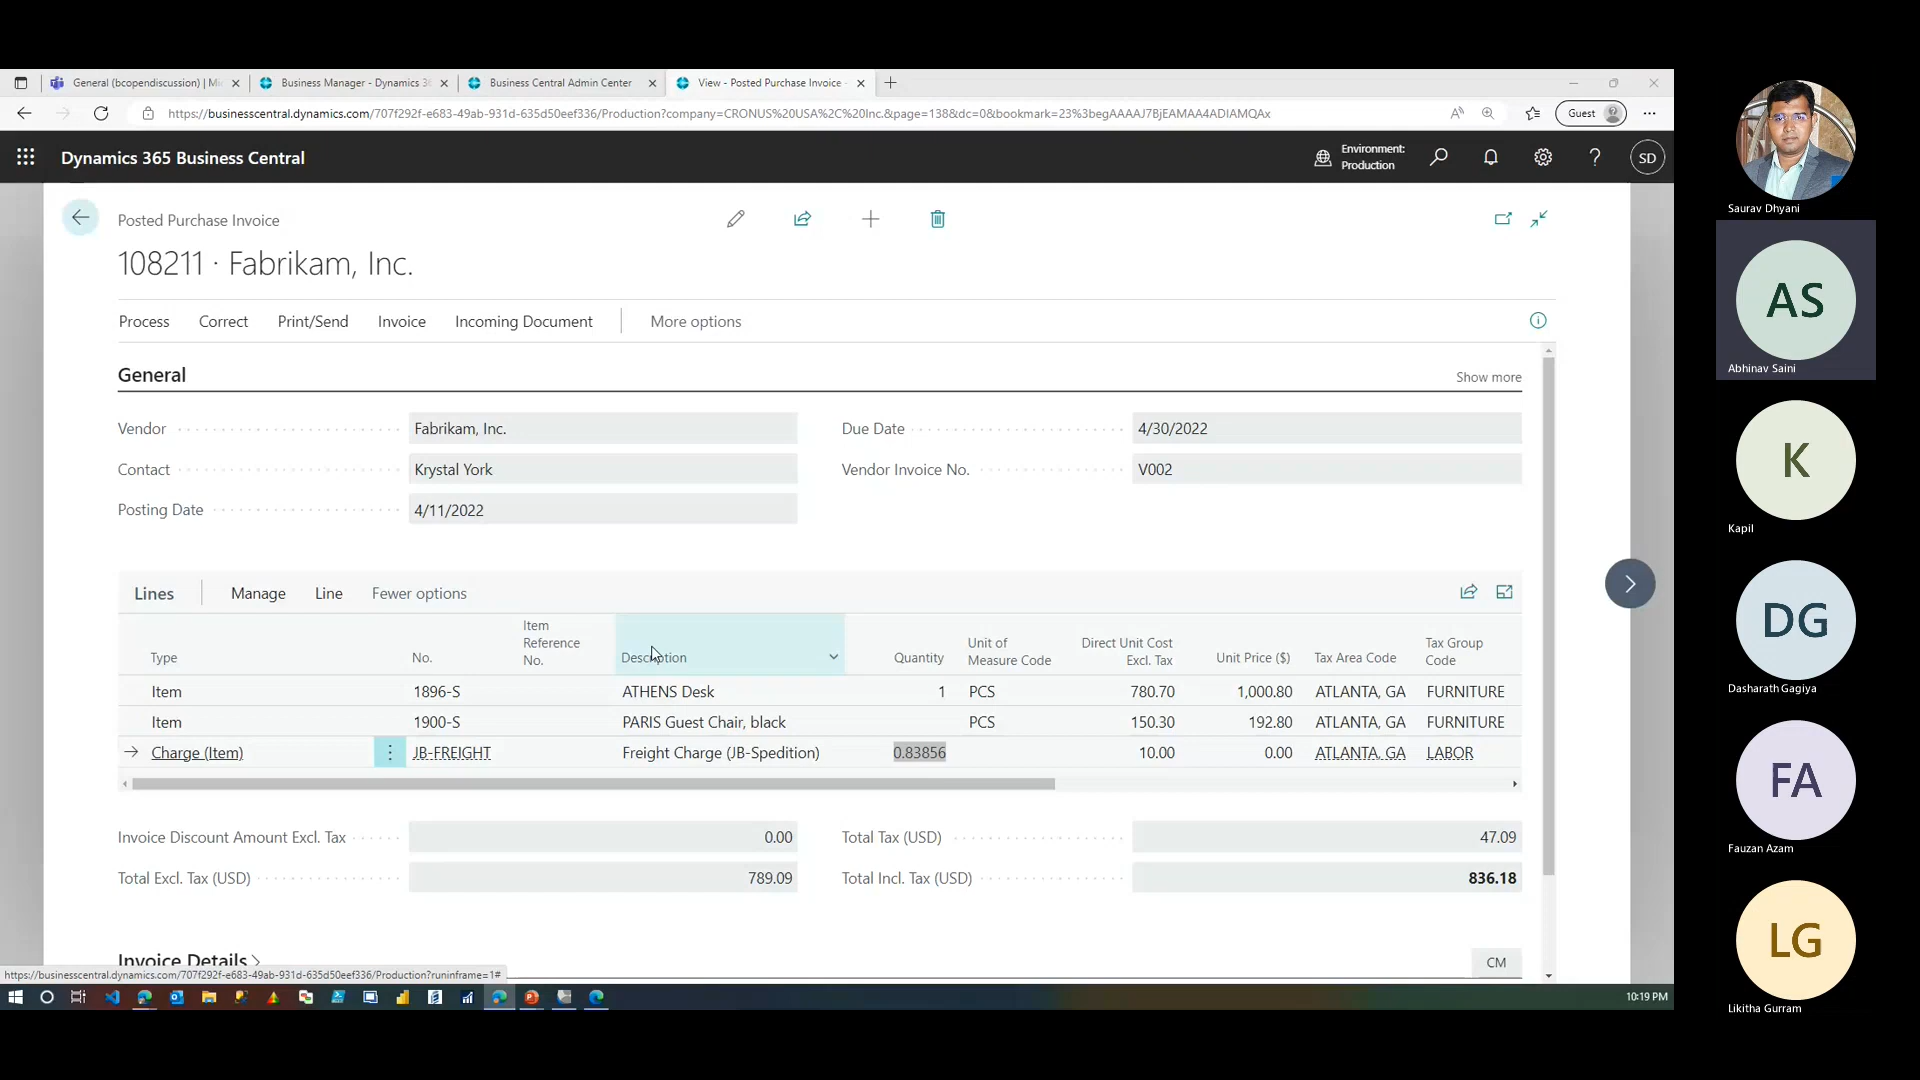 General (bcopendiscussion) | Mi
Business Manager - Dynamics 36
Business Central Admin Center
View - Posted Purchase Invoice -
https://businesscentral.dynamics.com/707f292f-e683-49ab-931d-635d50eef336/Production?company=CRONUS%20USA%2C%20Inc.&page=138&dc=0&bookmark=23%3begAAAAJ7BjEAMAA4ADIAMQAx
Guest
Dynamics 365 Business Central
Environment:
Production
SD
Posted Purchase Invoice
108211 · Fabrikam, Inc.
Process Correct Print/Send Invoice Incoming Document More options
General
Show more
Vendor Fabrikam, Inc. Due Date 4/30/2022
Contact Krystal York Vendor Invoice No. V002
Posting Date 4/11/2022
Lines Manage Line Fewer options
Type No. Item Reference No. Description Quantity Unit of Measure Code Direct Unit Cost Excl. Tax Unit Price ($) Tax Area Code Tax Group Code
Item 1896-S ATHENS Desk 1 PCS 780.70 1,000.80 ATLANTA, GA FURNITURE
Item 1900-S PARIS Guest Chair, black PCS 150.30 192.80 ATLANTA, GA FURNITURE
Charge (Item) JB-FREIGHT Freight Charge (JB-Spedition) 0.83856 10.00 0.00 ATLANTA, GA LABOR
Invoice Discount Amount Excl. Tax 0.00 Total Tax (USD) 47.09
Total Excl. Tax (USD) 789.09 Total Incl. Tax (USD) 836.18
Invoice Details
CM
https://businesscentral.dynamics.com/707f292f-e683-49ab-931d-635d50eef336/Production?runinframe=1#
10:19 PM
Saurav Dhyani
AS
Abhinav Saini
K
Kapil
DG
Dasharath Gagiya
FA
Fauzan Azam
LG
Likitha Gurram